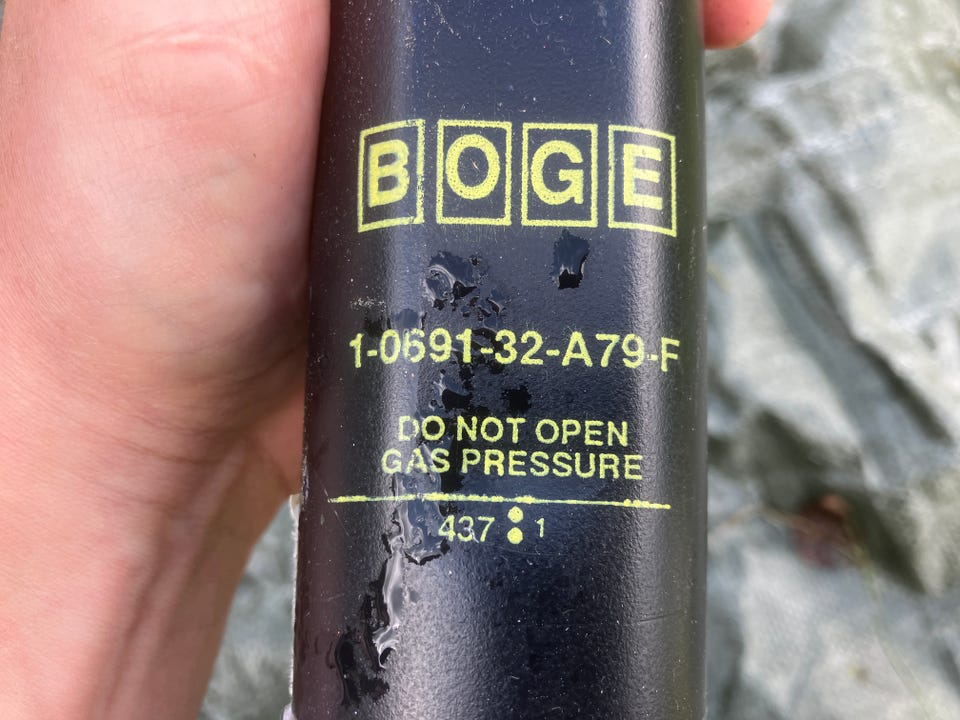 BOGE
1-0691-32-A79-F
DO NOT OPEN
GAS PRESSURE
437 : 1